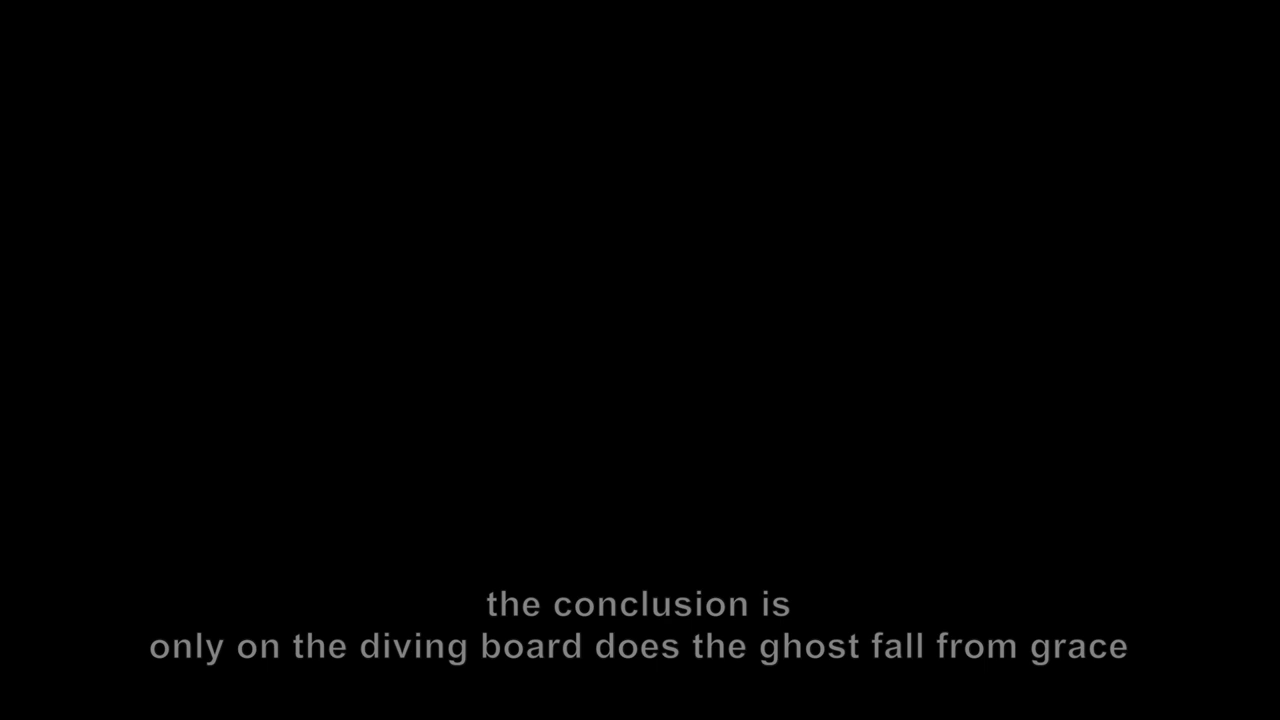 the conclusion is
only on the diving board does the ghost fall from grace